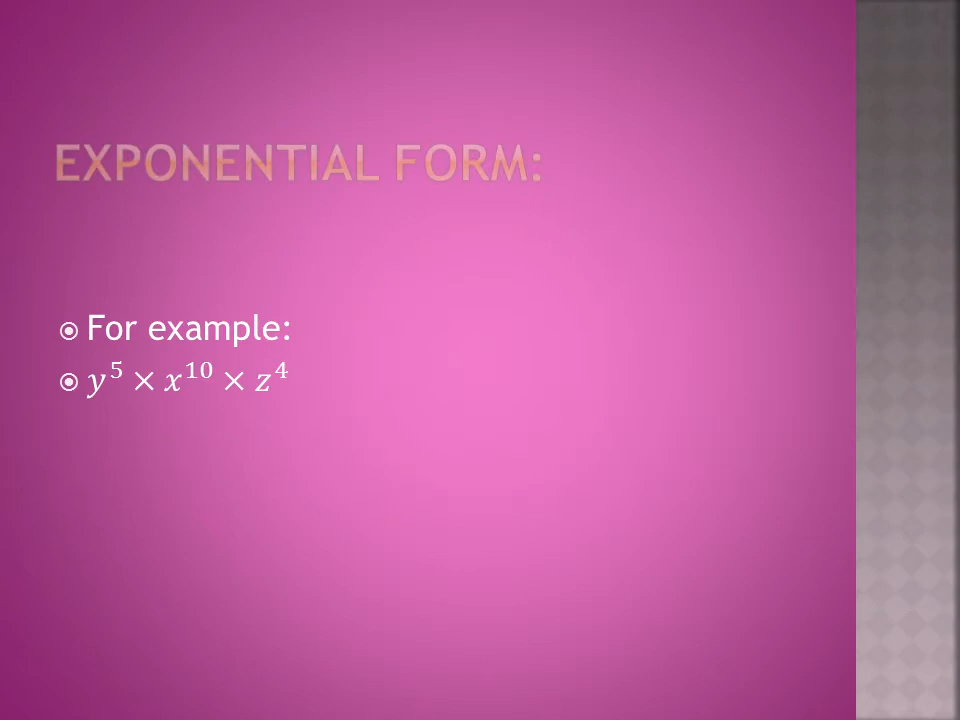 EXPONENTIAL FORM:
For example:
𝑦⁵ × 𝑥¹⁰ × 𝑧⁴